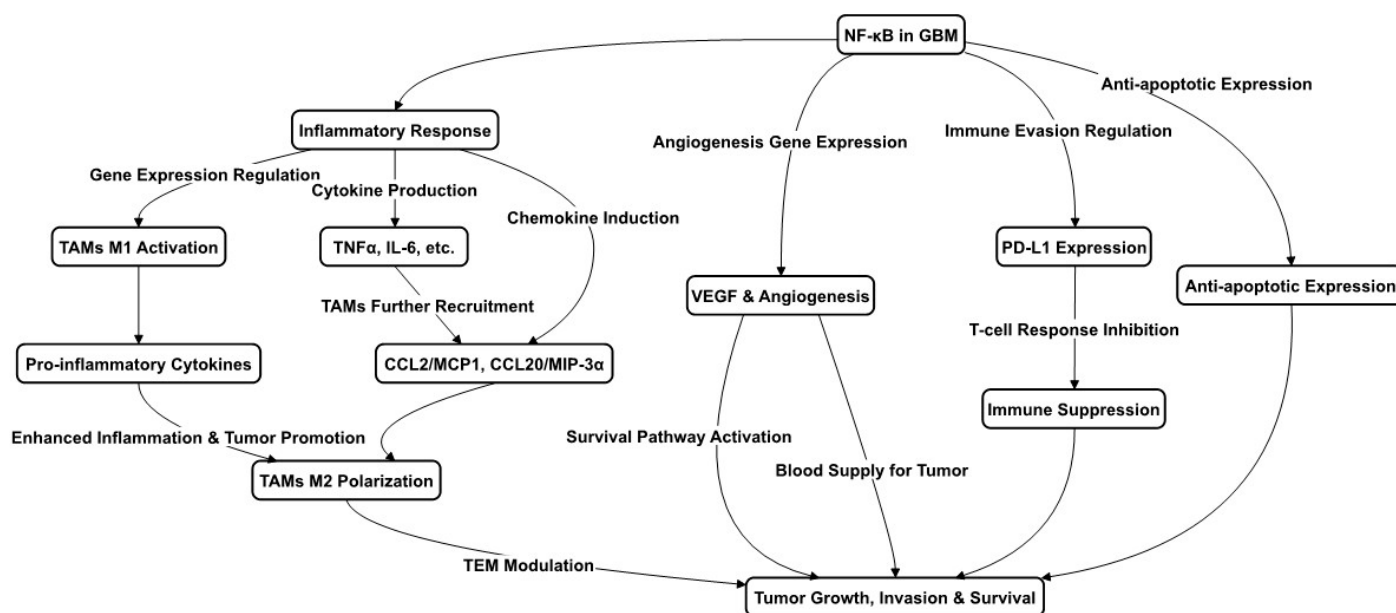 NF-κB in GBM
Anti-apoptotic Expression
Inflammatory Response
Angiogenesis Gene Expression
Immune Evasion Regulation
Gene Expression Regulation
Cytokine Production
Chemokine Induction
TAMs M1 Activation
TNFα, IL-6, etc.
PD-L1 Expression
VEGF & Angiogenesis
Anti-apoptotic Expression
TAMs Further Recruitment
T-cell Response Inhibition
Pro-inflammatory Cytokines
CCL2/MCP1, CCL20/MIP-3α
Immune Suppression
Enhanced Inflammation & Tumor Promotion
Survival Pathway Activation
Blood Supply for Tumor
TAMs M2 Polarization
TEM Modulation
Tumor Growth, Invasion & Survival